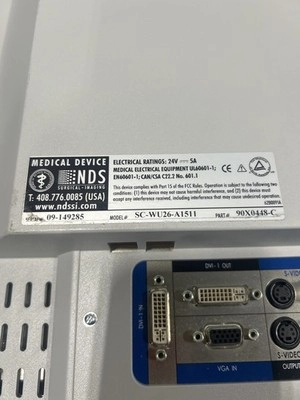 MEDICAL DEVICE
NDS
SURGICAL · IMAGING
T: 408.776.0085 (USA)
www.ndssi.com
ELECTRICAL RATINGS: 24V ⎓ 5A
MEDICAL ELECTRICAL EQUIPMENT UL60601-1;
EN60601-1; CAN/CSA C22.2 No. 601.1
This device complies with Part 15 of the FCC Rules. Operation is subject to the following
two conditions: (1) this device may not cause harmful interference, and (2) this device must
accept any interference received, including interference that may cause undesired operation.
09-149285
MODEL#
SC-WU26-A1511
PART#
90X0448-C
DVI-1 OUT
DVI-1 IN
VGA IN
S-VIDEO
S-VIDE
OUTPU